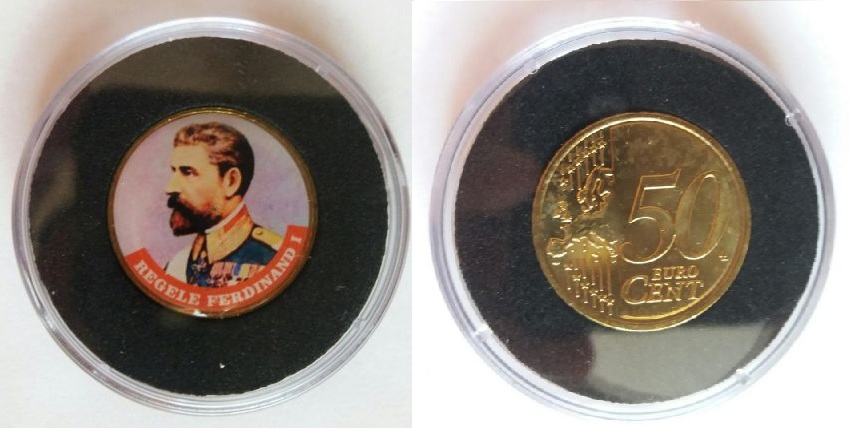 REGELE FERDINAND I
50
EURO
CENT